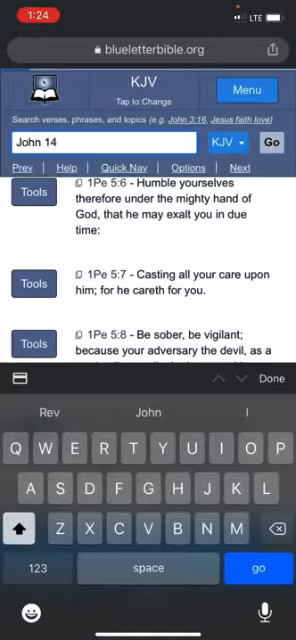 1:24
LTE
blueletterbible.org
KJV
Tap to Change
Menu
Search verses, phrases, and topics (e.g. John 3:16, Jesus faith love)
John 14
KJV
Go
Prev | Help | Quick Nav | Options | Next
Tools
1Pe 5:6 - Humble yourselves
therefore under the mighty hand of
God, that he may exalt you in due
time:
Tools
1Pe 5:7 - Casting all your care upon
him; for he careth for you.
Tools
1Pe 5:8 - Be sober, be vigilant;
because your adversary the devil, as a
Done
Rev John I
Q W E R T Y U I O P
A S D F G H J K L
Z X C V B N M
123 space go